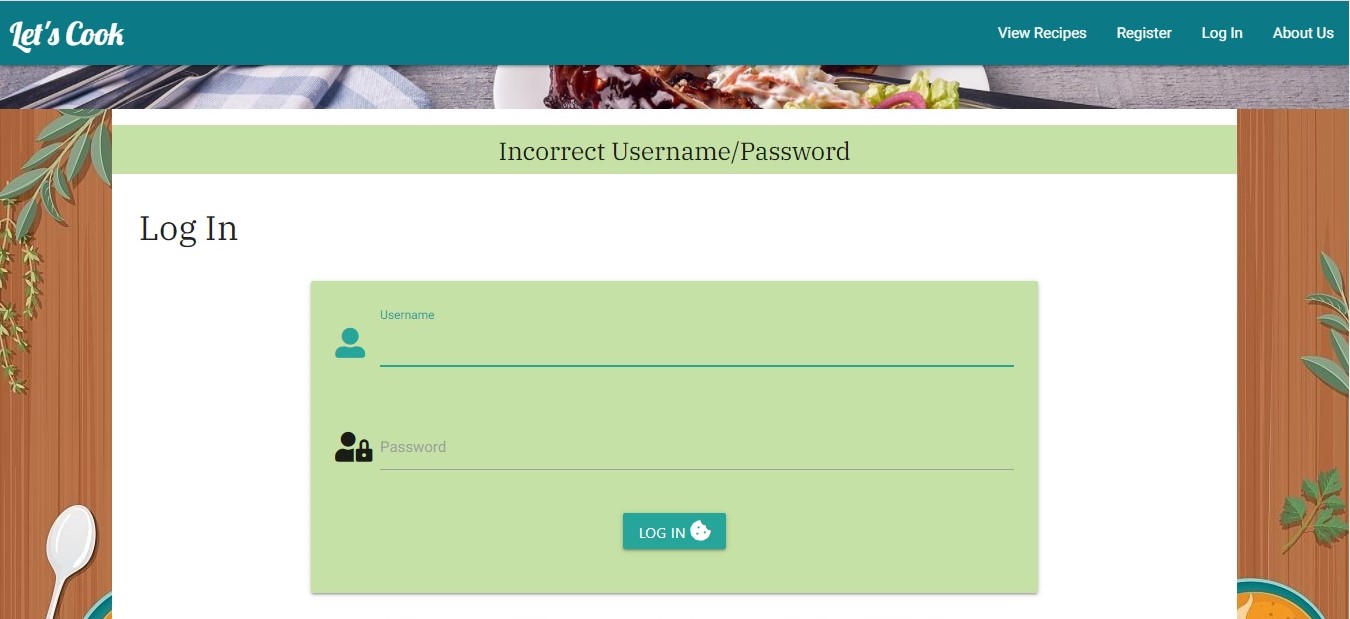 Let's Cook
View Recipes Register Log In About Us
Incorrect Username/Password
Log In
Username
Password
LOG IN